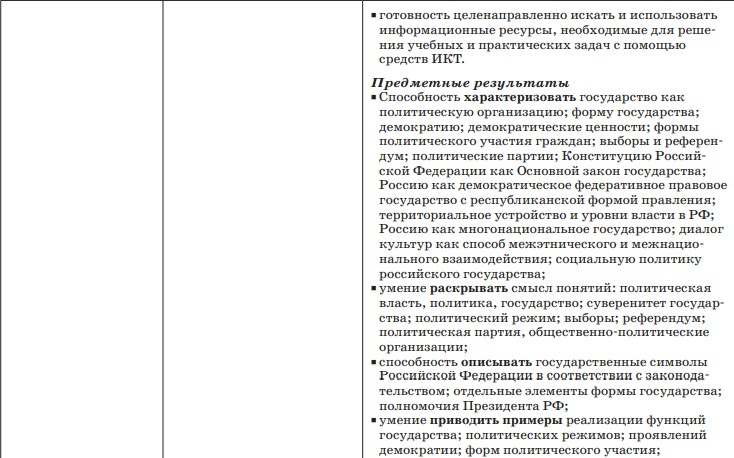 ▪ готовность целенаправленно искать и использовать
информационные ресурсы, необходимые для реше-
ния учебных и практических задач с помощью
средств ИКТ.
Предметные результаты
▪ Способность характеризовать государство как
политическую организацию; форму государства;
демократию; демократические ценности; формы
политического участия граждан; выборы и референ-
дум; политические партии; Конституцию Россий-
ской Федерации как Основной закон государства;
Россию как демократическое федеративное правовое
государство с республиканской формой правления;
территориальное устройство и уровни власти в РФ;
Россию как многонациональное государство; диалог
культур как способ межэтнического и межнацио-
нального взаимодействия; социальную политику
российского государства;
▪ умение раскрывать смысл понятий: политическая
власть, политика, государство; суверенитет государ-
ства; политический режим; выборы; референдум;
политическая партия, общественно-политические
организации;
▪ способность описывать государственные символы
Российской Федерации в соответствии с законода-
тельством; отдельные элементы формы государства;
полномочия Президента РФ;
▪ умение приводить примеры реализации функций
государства; политических режимов; проявлений
демократии; форм политического участия;